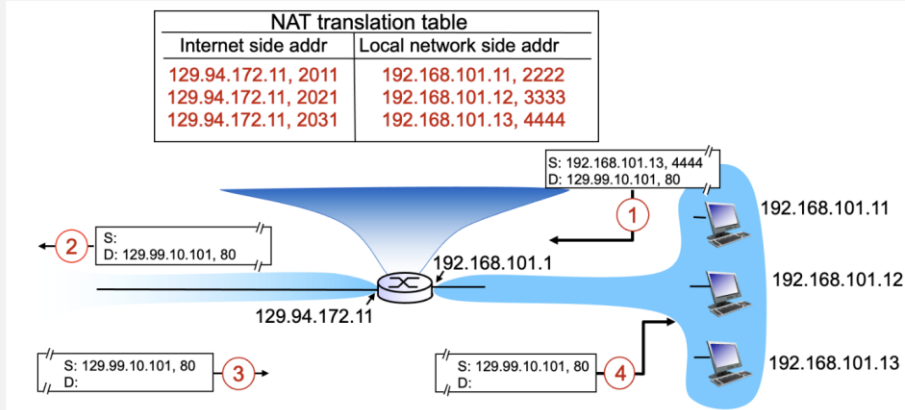 NAT translation table
Internet side addr Local network side addr
129.94.172.11, 2011 192.168.101.11, 2222
129.94.172.11, 2021 192.168.101.12, 3333
129.94.172.11, 2031 192.168.101.13, 4444
S: 192.168.101.13, 4444
D: 129.99.10.101, 80
1
192.168.101.11
2
S:
D: 129.99.10.101, 80
192.168.101.1
192.168.101.12
129.94.172.11
S: 129.99.10.101, 80
D:
3
S: 129.99.10.101, 80
D:
4
192.168.101.13